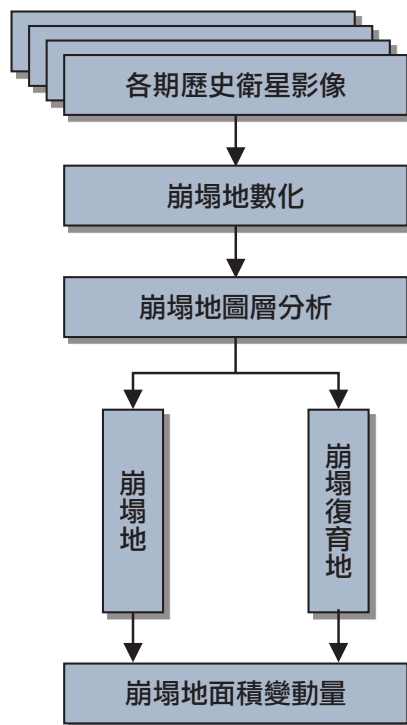 各期歷史衛星影像
崩塌地數化
崩塌地圖層分析
崩塌地
崩塌復育地
崩塌地面積變動量